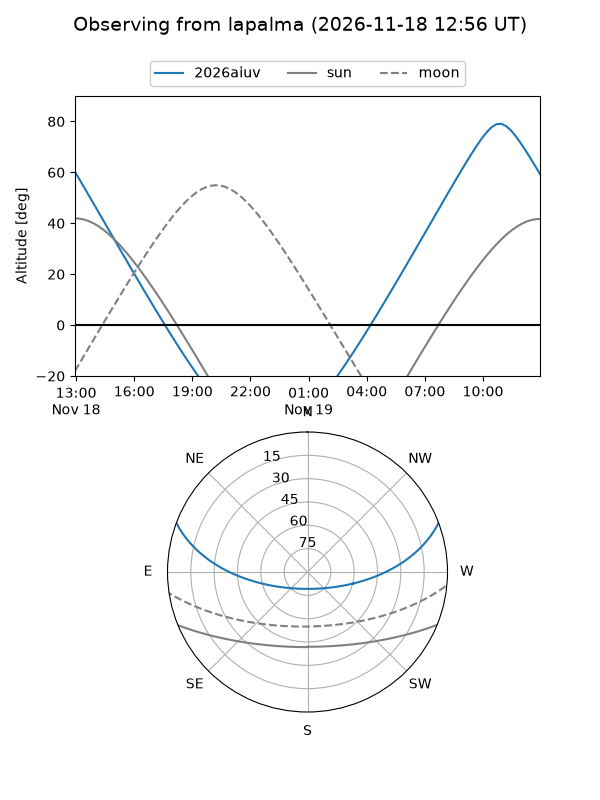 Observing from lapalma (2026-11-18 12:56 UT)
2026aiuv sun moon
Altitude [deg]
80
60
40
20
0
−20
13:00 16:00 19:00 22:00 01:00 04:00 07:00 10:00
Nov 18 Nov 19
N
NE NW
15
30
45
60
75
E W
SE SW
S